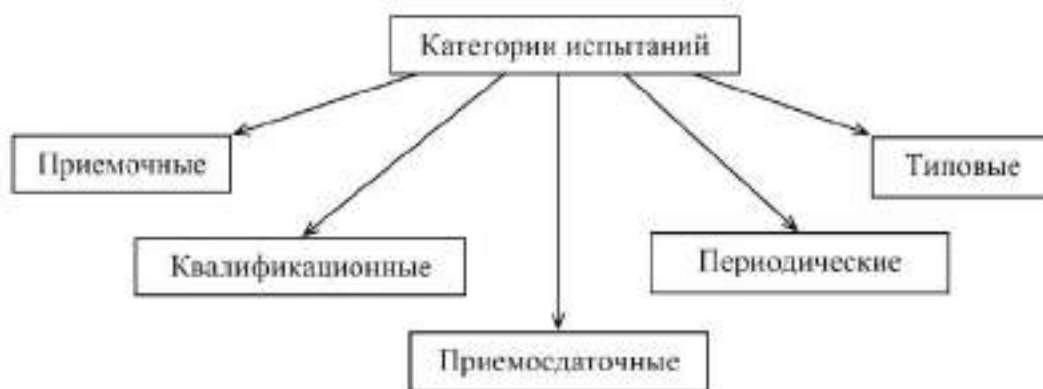 Категории испытаний
Приемочные
Типовые
Квалификационные
Периодические
Приемосдаточные